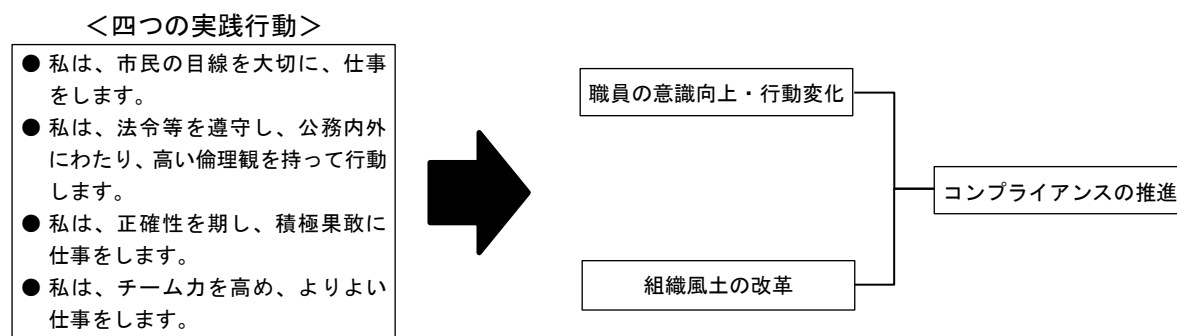 ＜四つの実践行動＞
● 私は、市民の目線を大切に、仕事
をします。
● 私は、法令等を遵守し、公務内外
にわたり、高い倫理観を持って行動
します。
● 私は、正確性を期し、積極果敢に
仕事をします。
● 私は、チーム力を高め、よりよい
仕事をします。
職員の意識向上・行動変化
組織風土の改革
コンプライアンスの推進